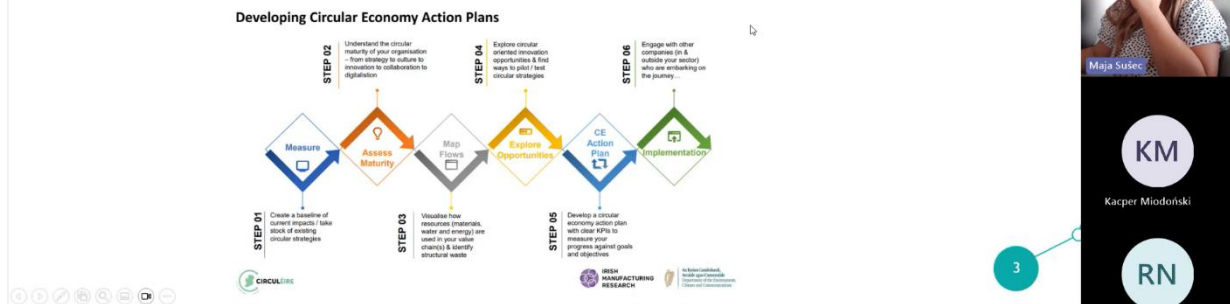 Developing Circular Economy Action Plans
STEP 02
Understand the circular
maturity of your organisation
– from strategy to culture to
innovation to collaboration to
digitalistion
STEP 04
Explore circular
oriented innovation
opportunities & find
ways to pilot / test
circular strategies
STEP 06
Engage with other
companies (in &
outside your sector)
who are embarking on
the journey…
Measure
Assess
Maturity
Map
Flows
Explore
Opportunities
CE
Action
Plan
Implementation
STEP 01
Create a baseline of
current impacts / take
stock of existing
circular strategies
STEP 03
Visualise how
resources (materials,
water and energy) are
used in your value
chain(s) & identify
structural waste
STEP 05
Develop a circular
economy action plan
with clear KPIs to
measure your
progress against goals
and objectives
CIRCULÉIRE
IRISH
MANUFACTURING
RESEARCH
3
Maja Sušec
KM
Kacper Miodoński
RN